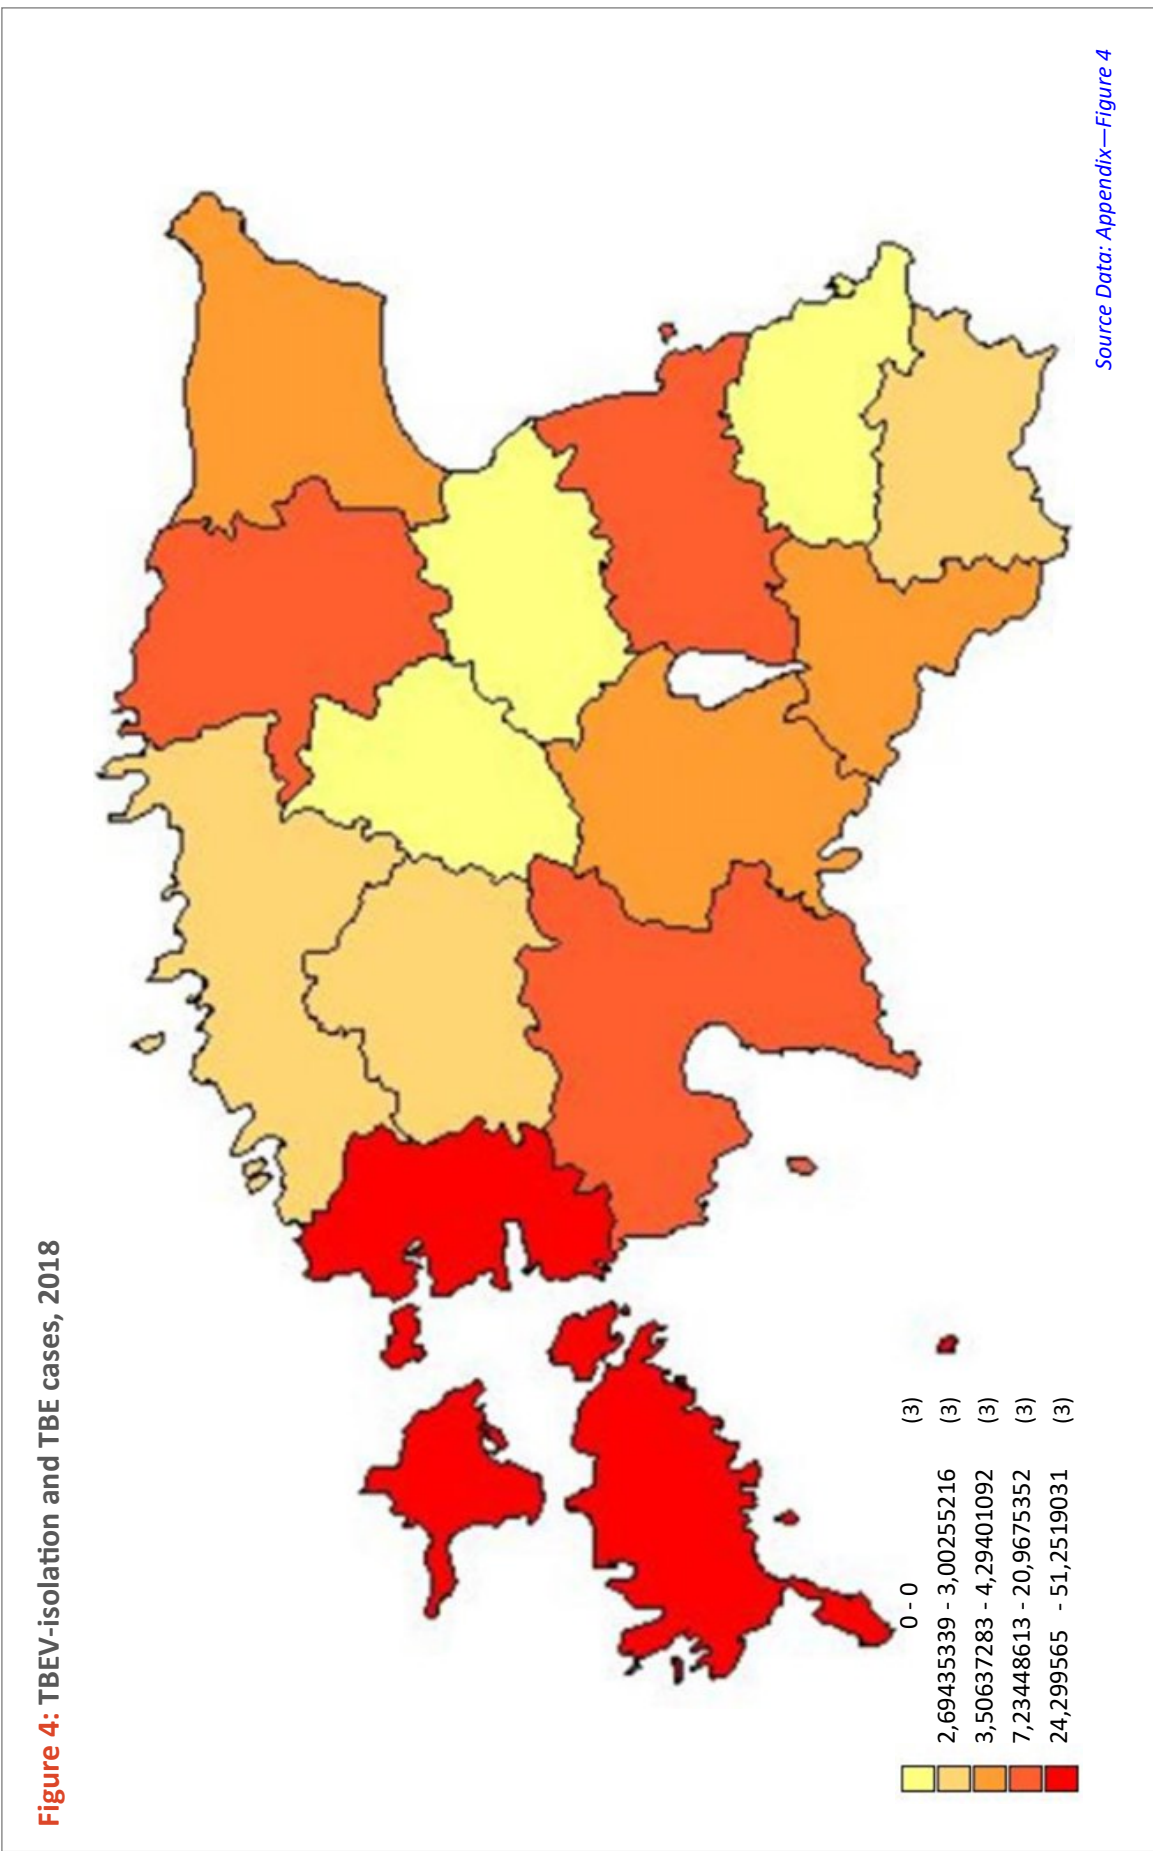 Figure 4: TBEV-isolation and TBE cases, 2018
0 - 0 (3)
2,69435339 - 3,00255216 (3)
3,50637283 - 4,29401092 (3)
7,23448613 - 20,9675352 (3)
24,299565 - 51,2519031 (3)
Source Data: Appendix—Figure 4